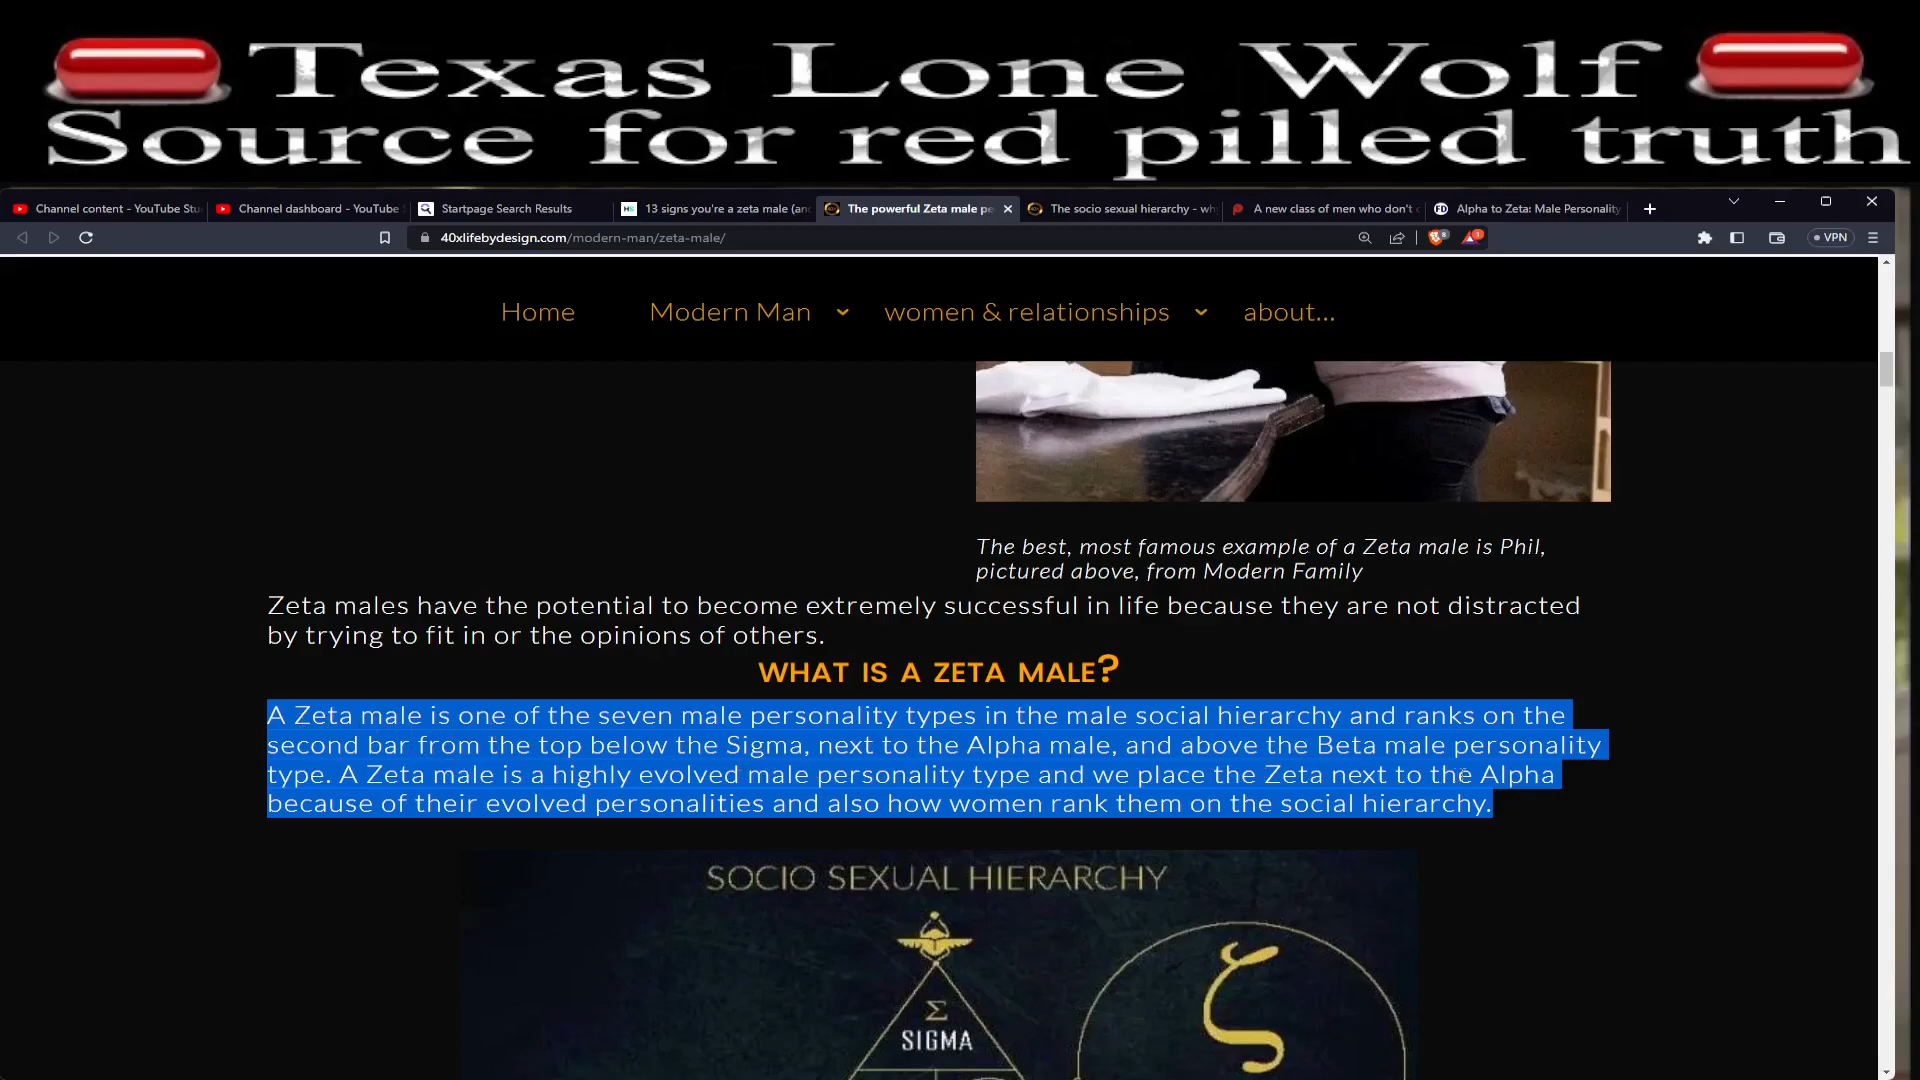 Texas Lone Wolf
Source for red pilled truth
Channel content - YouTube Stu
Channel dashboard - YouTube
Startpage Search Results
13 signs you're a zeta male (and
The powerful Zeta male pe
The socio sexual hierarchy - wh
A new class of men who don't
Alpha to Zeta: Male Personality
40xlifebydesign.com/modern-man/zeta-male/
VPN
Home
Modern Man
women & relationships
about...
The best, most famous example of a Zeta male is Phil,
pictured above, from Modern Family
Zeta males have the potential to become extremely successful in life because they are not distracted
by trying to fit in or the opinions of others.
WHAT IS A ZETA MALE?
A Zeta male is one of the seven male personality types in the male social hierarchy and ranks on the
second bar from the top below the Sigma, next to the Alpha male, and above the Beta male personality
type. A Zeta male is a highly evolved male personality type and we place the Zeta next to the Alpha
because of their evolved personalities and also how women rank them on the social hierarchy.
SOCIO SEXUAL HIERARCHY
Σ
SIGMA
ζ